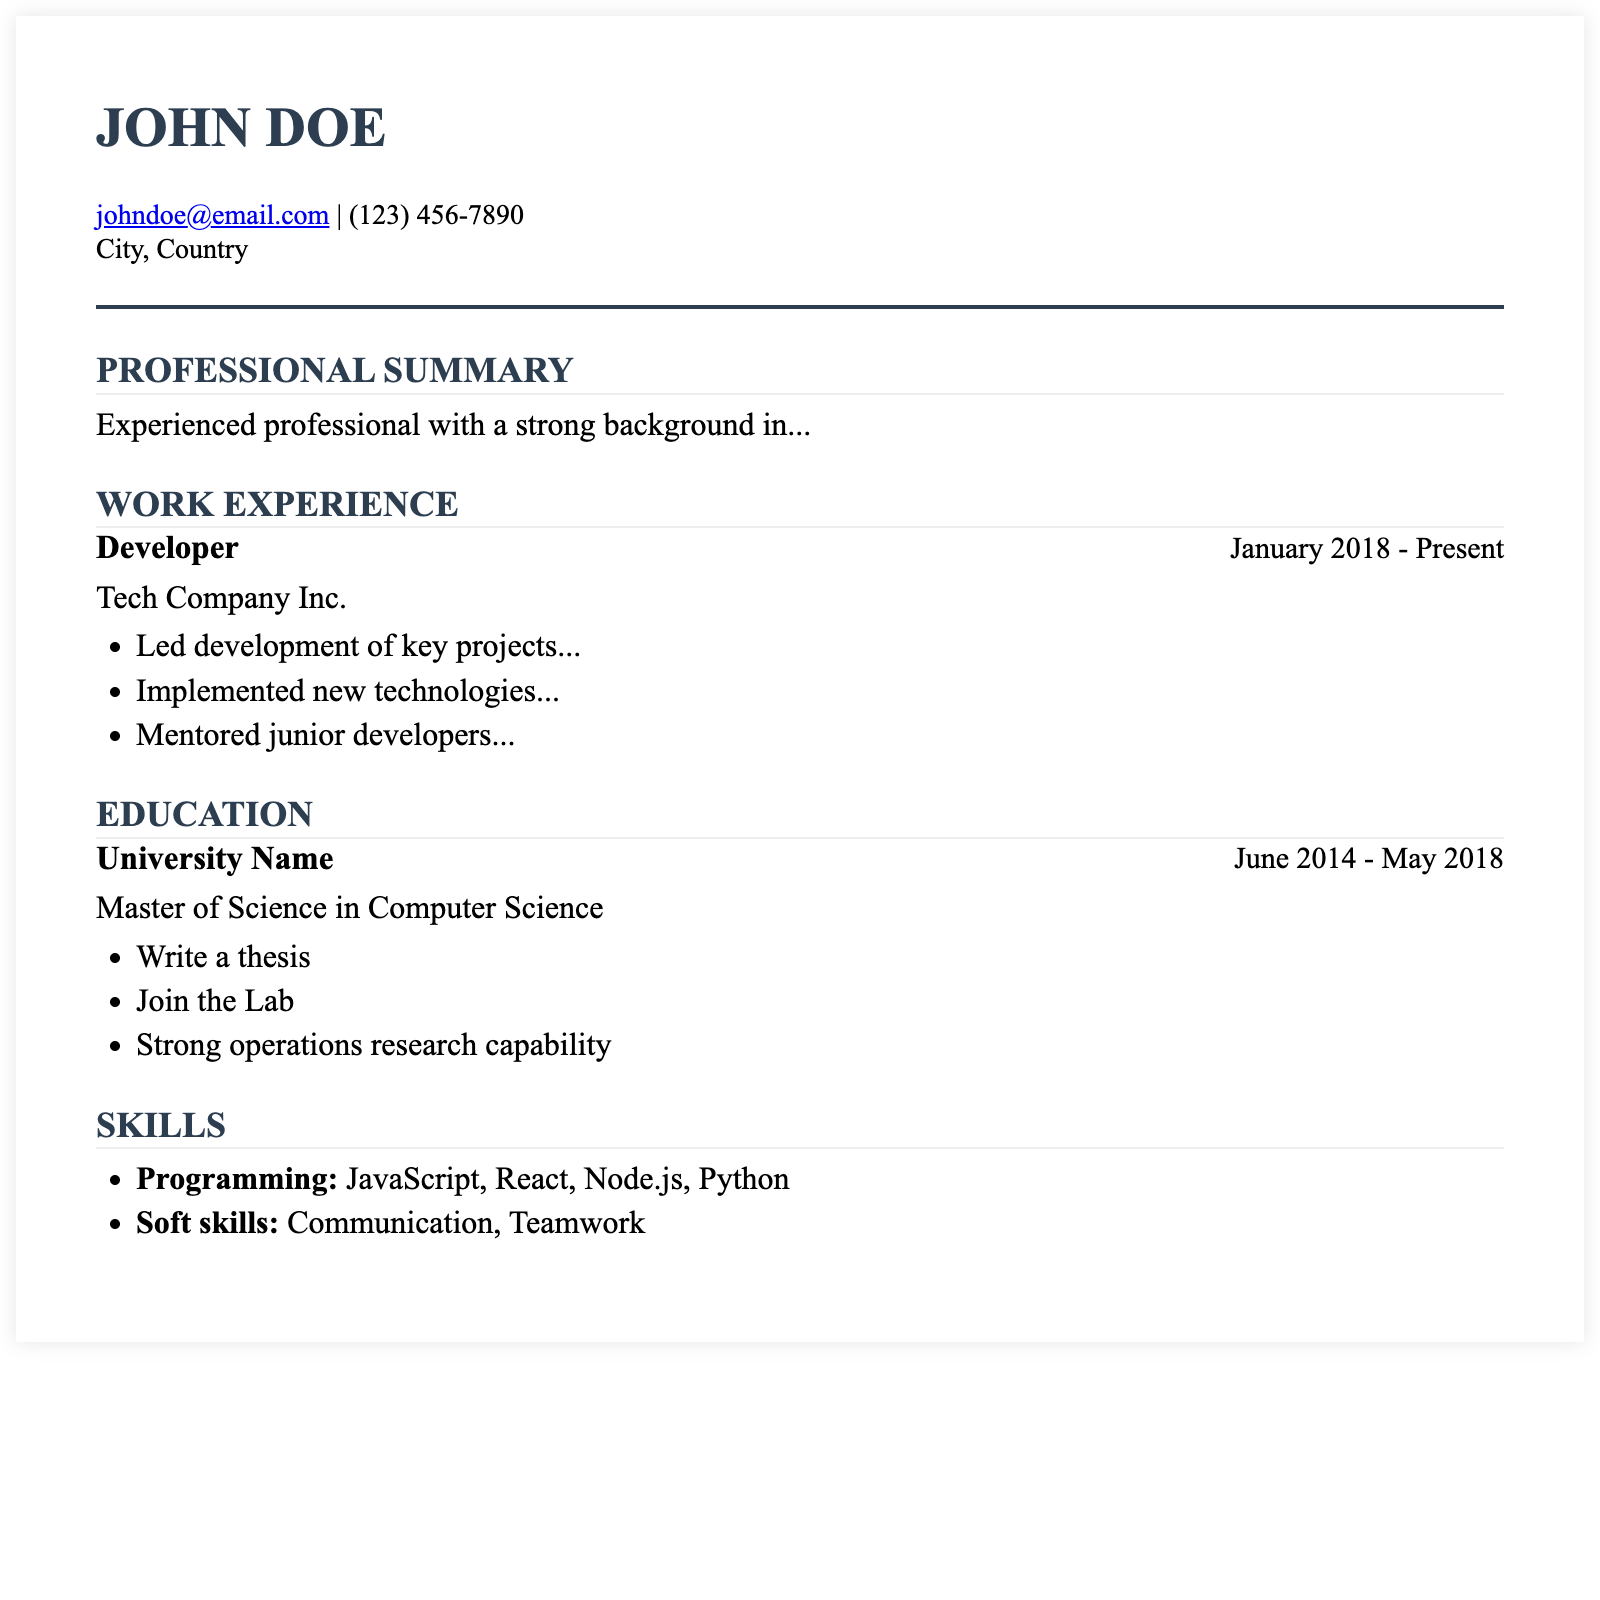 JOHN DOE
johndoe@email.com | (123) 456-7890
City, Country
PROFESSIONAL SUMMARY
Experienced professional with a strong background in...
WORK EXPERIENCE
Developer January 2018 - Present
Tech Company Inc.
• Led development of key projects...
• Implemented new technologies...
• Mentored junior developers...
EDUCATION
University Name June 2014 - May 2018
Master of Science in Computer Science
• Write a thesis
• Join the Lab
• Strong operations research capability
SKILLS
• Programming: JavaScript, React, Node.js, Python
• Soft skills: Communication, Teamwork